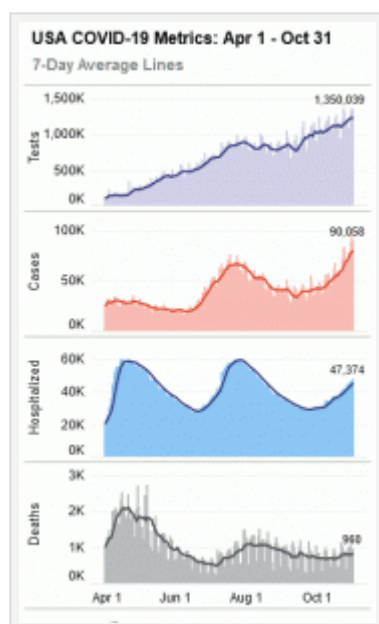 USA COVID-19 Metrics: Apr 1 - Oct 31
7-Day Average Lines
Tests
1,500K
1,000K
500K
0K
1,350,039
Cases
100K
50K
0K
90,058
Hospitalized
60K
40K
20K
0K
47,374
Deaths
3K
2K
1K
0K
Apr 1 Jun 1 Aug 1 Oct 1